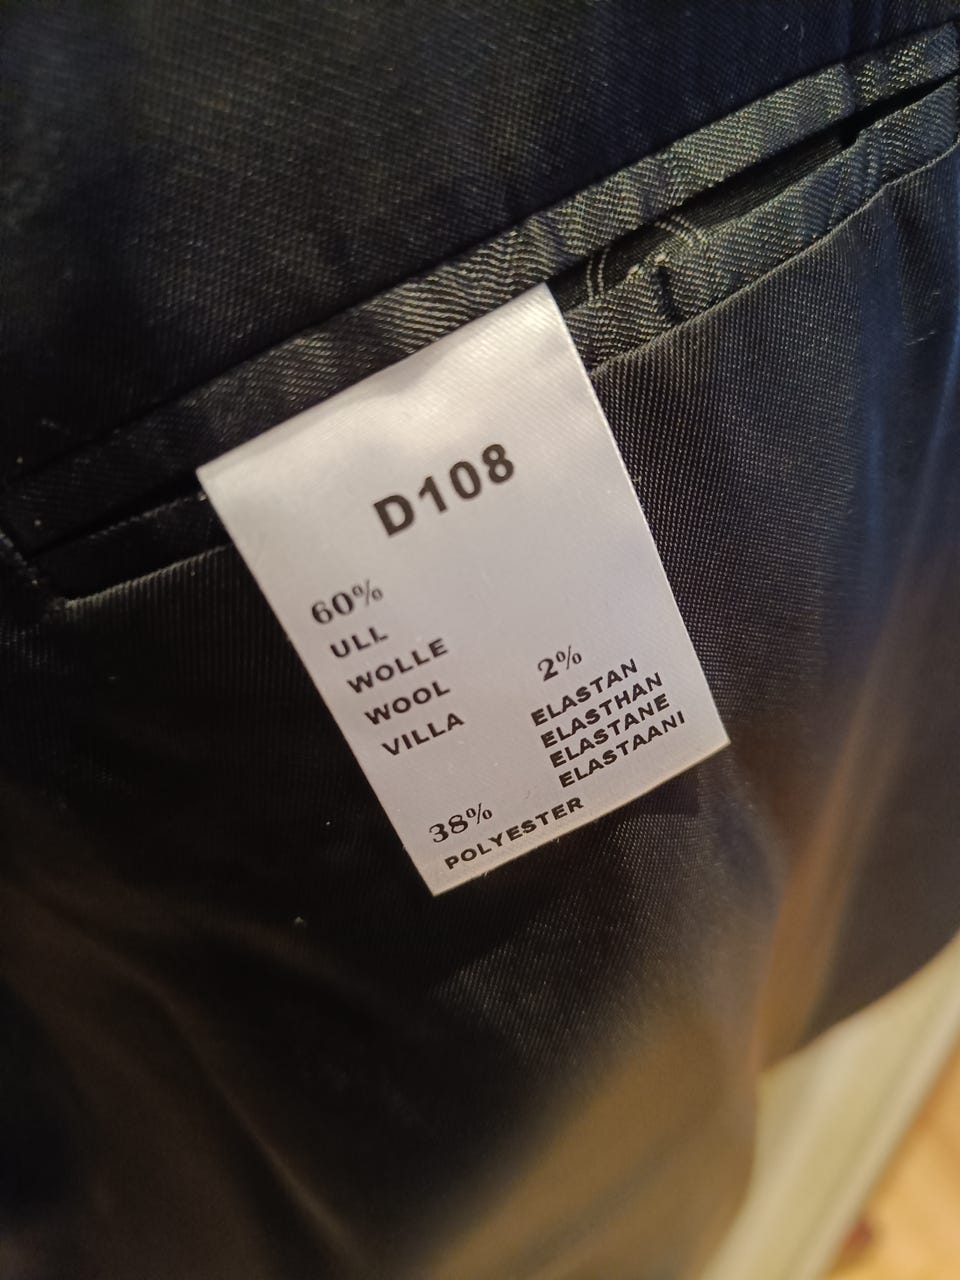 D108
60%
ULL
WOLLE
WOOL
VILLA
2%
ELASTAN
ELASTHAN
ELASTANE
ELASTAANI
38%
POLYESTER